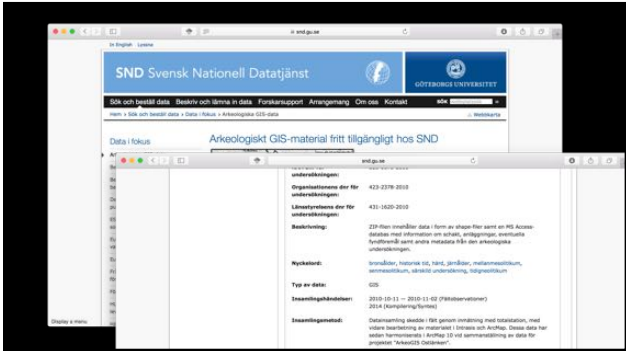 snd.gu.se
In English Lyssna
SND Svensk Nationell Datatjänst
GÖTEBORGS UNIVERSITET
Sök och beställ data Beskriv och lämna in data Forskarsupport Arrangemang Om oss Kontakt SÖK
Hem » Sök och beställ data » Data i fokus » Arkeologiska GIS-data
Webbkarta
Data i fokus
Arkeologiskt GIS-material fritt tillgängligt hos SND
snd.gu.se
undersökningen:
Organisationens dnr för
undersökningen:
423-2378-2010
Länsstyrelsens dnr för
undersökningen:
431-1620-2010
Beskrivning:
ZIP-filen innehåller data i form av shape-filer samt en MS Access-
databas med information om schakt, anläggningar, eventuella
fyndföremål samt andra metadata från den arkeologiska
undersökningen.
Nyckelord:
bronsålder, historisk tid, härd, järnålder, mellanmesolitikum,
senmesolitikum, särskild undersökning, tidigneolitikum
Typ av data:
GIS
Insamlingshändelser:
2010-10-11 — 2010-11-02 (Fältobservationer)
2014 (Kompilering/Syntes)
Insamlingsmetod:
Datainsamling skedde i fält genom inmätning med totalstation, med
vidare bearbetning av materialet i Intrasis och ArcMap. Dessa data har
sedan harmoniserats i ArcMap 10 vid sammanställning av data för
projektet "ArkeoGIS Ostlänken".
Display a menu